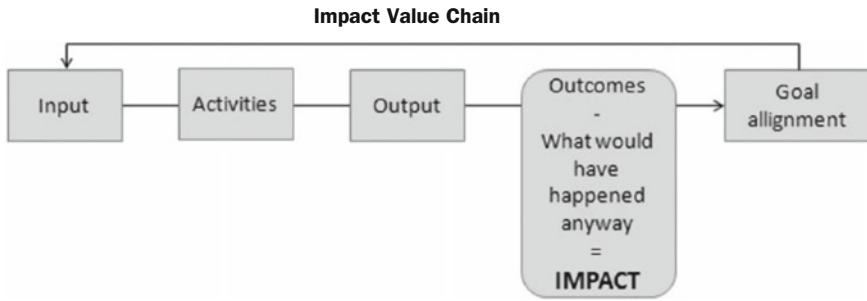 Impact Value Chain
Input
Activities
Output
Outcomes
-
What would
have
happened
anyway
=
IMPACT
Goal
allignment